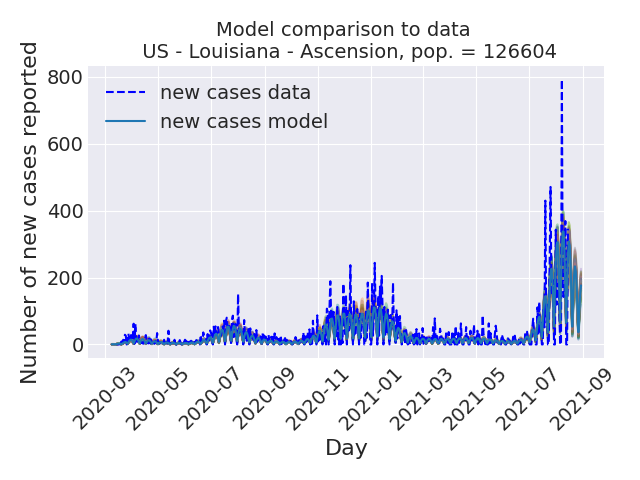 Model comparison to data
US - Louisiana - Ascension, pop. = 126604
Number of new cases reported
800
600
400
200
0
new cases data
new cases model
2020-03
2020-05
2020-07
2020-09
2020-11
2021-01
2021-03
2021-05
2021-07
2021-09
Day